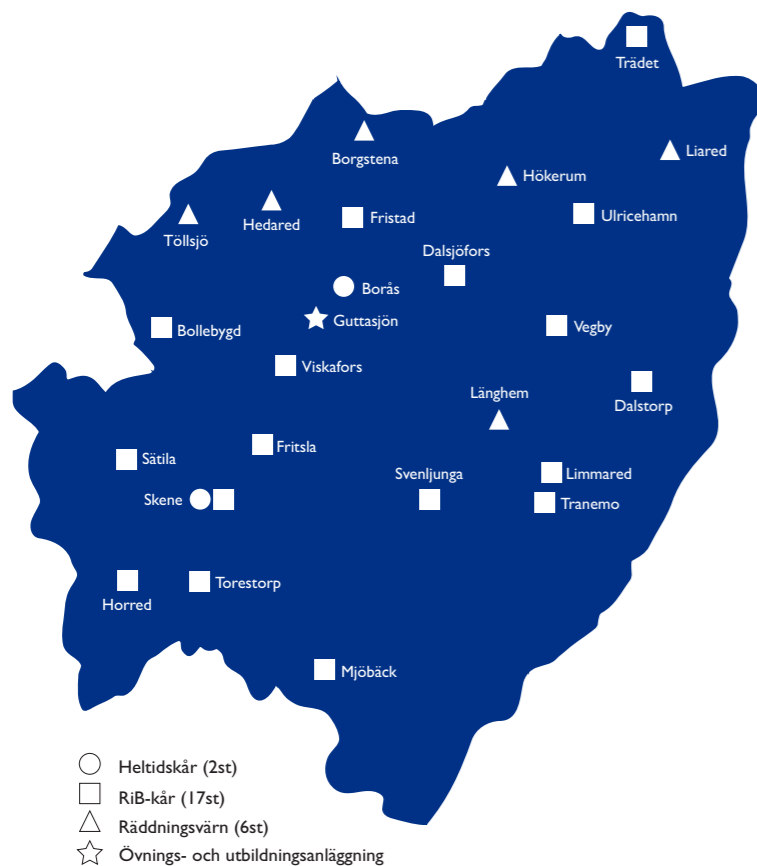 Trädet
Liared
Borgstena
Hökerum
Hedared
Fristad
Ulricehamn
Töllsjö
Dalsjöfors
Borås
Guttasjön
Bollebygd
Vegby
Viskafors
Länghem
Dalstorp
Fritsla
Sätila
Svenljunga
Limmared
Skene
Tranemo
Horred
Torestorp
Mjöbäck
Heltidskår (2st)
RiB-kår (17st)
Räddningsvärn (6st)
Övnings- och utbildningsanläggning